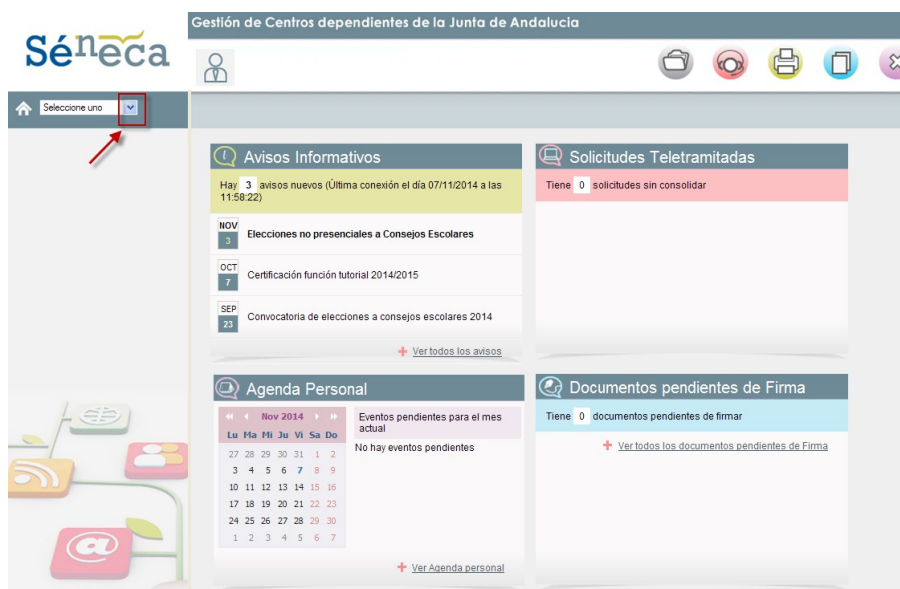 Gestión de Centros dependientes de la Junta de Andalucia
Séneca
Seleccione uno
Avisos Informativos
Hay 3 avisos nuevos (Última conexión el día 07/11/2014 a las
11:58:22)
NOV
3
Elecciones no presenciales a Consejos Escolares
OCT
7
Certificación función tutorial 2014/2015
SEP
23
Convocatoria de elecciones a consejos escolares 2014
Ver todos los avisos
Solicitudes Teletramitadas
Tiene 0 solicitudes sin consolidar
Agenda Personal
Nov 2014
Lu Ma Mi Ju Vi Sa Do
27 28 29 30 31 1 2
3 4 5 6 7 8 9
10 11 12 13 14 15 16
17 18 19 20 21 22 23
24 25 26 27 28 29 30
1 2 3 4 5 6 7
Eventos pendientes para el mes
actual
No hay eventos pendientes
Ver Agenda personal
Documentos pendientes de Firma
Tiene 0 documentos pendientes de firmar
Ver todos los documentos pendientes de Firma
@